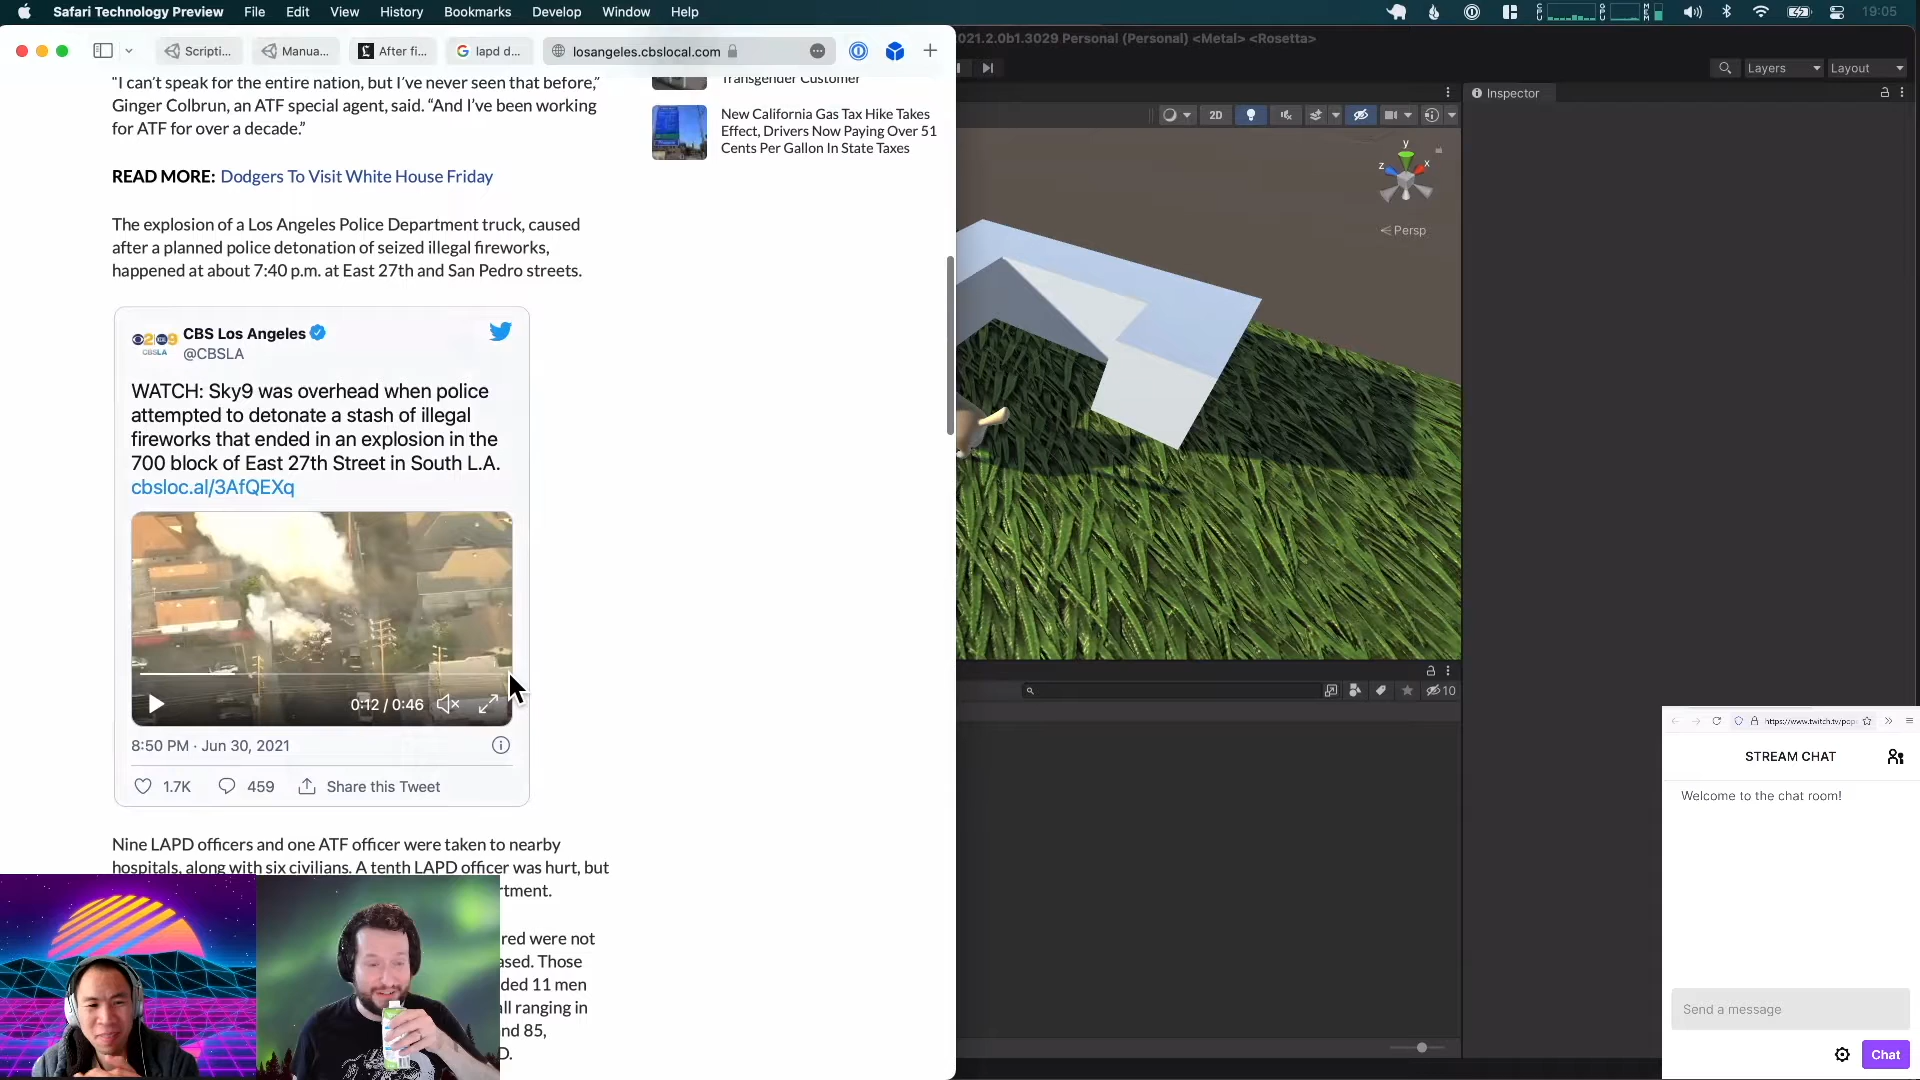 Safari Technology Preview File Edit View History Bookmarks Develop Window Help
19:05
Scripti...
Manua...
After fi...
lapd d...
losangeles.cbslocal.com
2021.2.0b1.3029 Personal (Personal) <Metal> <Rosetta>
Layers
Layout
Inspector
2D
y
z
x
Persp
10
"I can't speak for the entire nation, but I've never seen that before,"
Ginger Colbrun, an ATF special agent, said. "And I've been working
for ATF for over a decade."
READ MORE: Dodgers To Visit White House Friday
The explosion of a Los Angeles Police Department truck, caused
after a planned police detonation of seized illegal fireworks,
happened at about 7:40 p.m. at East 27th and San Pedro streets.
CBS Los Angeles
@CBSLA
WATCH: Sky9 was overhead when police
attempted to detonate a stash of illegal
fireworks that ended in an explosion in the
700 block of East 27th Street in South L.A.
cbsloc.al/3AfQEXq
0:12 / 0:46
8:50 PM · Jun 30, 2021
1.7K 459 Share this Tweet
Nine LAPD officers and one ATF officer were taken to nearby
hospitals, along with six civilians. A tenth LAPD officer was hurt, but
rtment.
red were not
ased. Those
ded 11 men
ll ranging in
nd 85,
D.
Transgender Customer
New California Gas Tax Hike Takes
Effect, Drivers Now Paying Over 51
Cents Per Gallon In State Taxes
https://www.twitch.tv/pop
STREAM CHAT
Welcome to the chat room!
Send a message
Chat